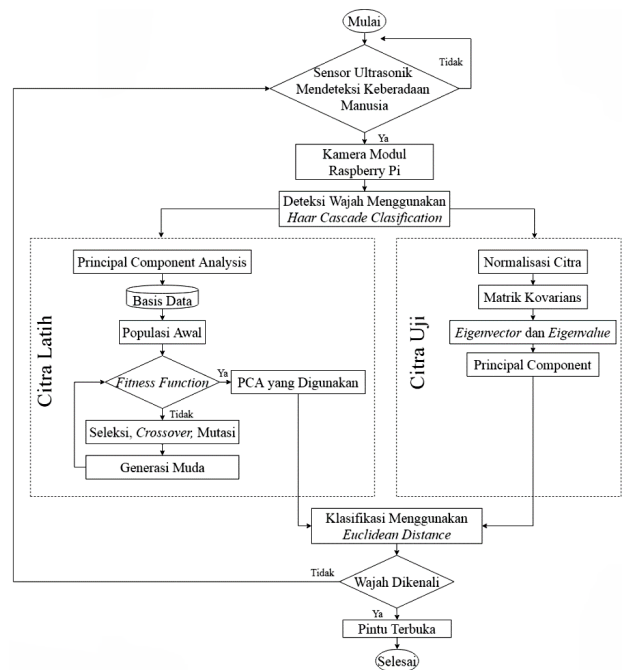 Mulai
Tidak
Sensor Ultrasonik
Mendeteksi Keberadaan
Manusia
Ya
Kamera Modul
Raspberry Pi
Deteksi Wajah Menggunakan
Haar Cascade Clasification
Citra Latih
Principal Component Analysis
Basis Data
Populasi Awal
Fitness Function
Ya
PCA yang Digunakan
Tidak
Seleksi, Crossover, Mutasi
Generasi Muda
Citra Uji
Normalisasi Citra
Matrik Kovarians
Eigenvector dan Eigenvalue
Principal Component
Klasifikasi Menggunakan
Euclidean Distance
Tidak
Wajah Dikenali
Ya
Pintu Terbuka
Selesai